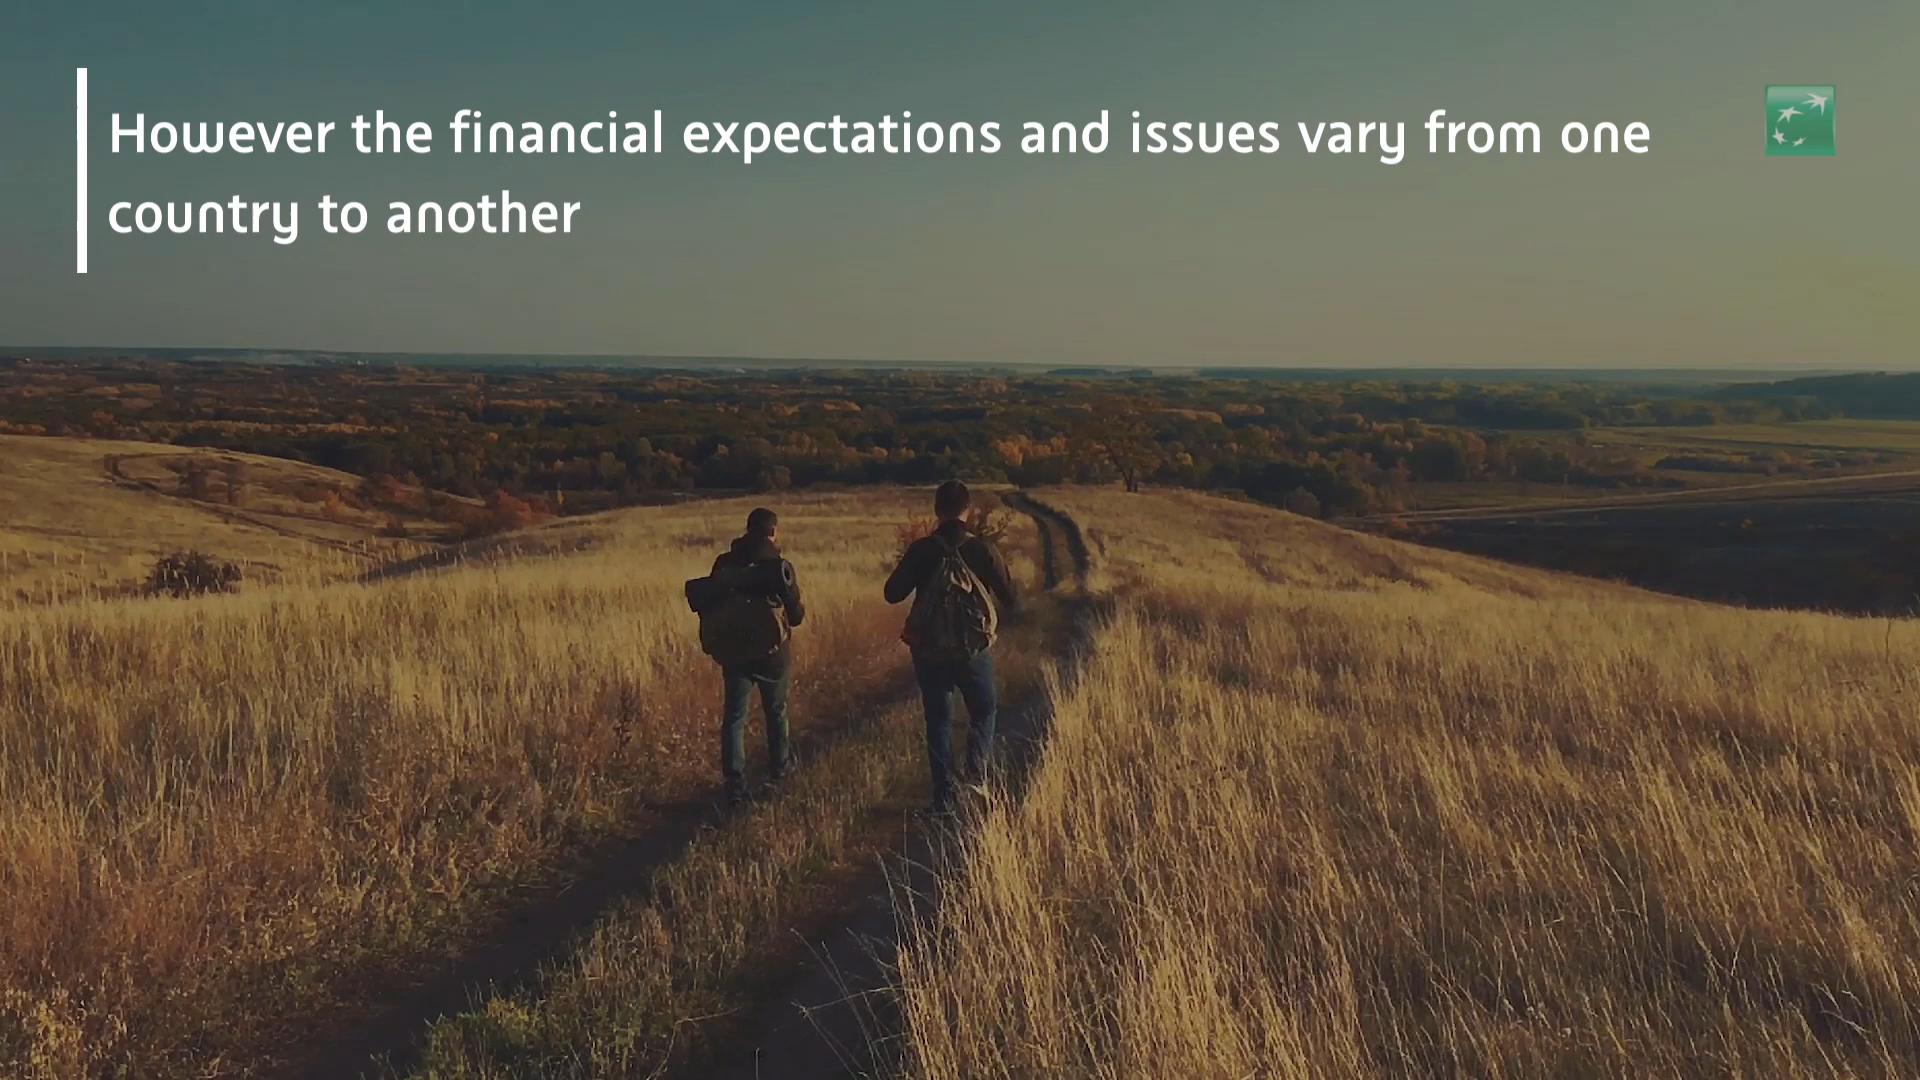 However the financial expectations and issues vary from one
country to another